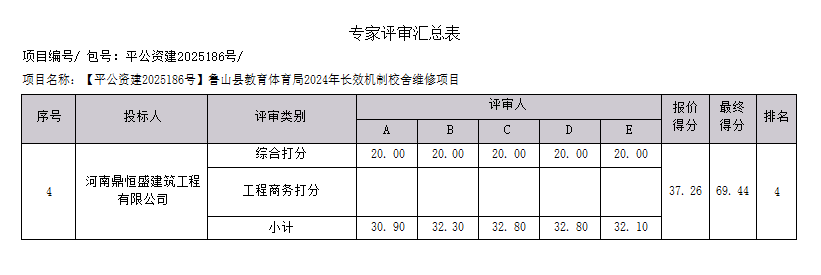 专家评审汇总表
项目编号/ 包号：平公资建2025186号/
项目名称：【平公资建2025186号】鲁山县教育体育局2024年长效机制校舍维修项目
序号 投标人 评审类别 评审人 报价得分 最终得分 排名
A B C D E
4 河南鼎恒盛建筑工程有限公司 综合打分 20.00 20.00 20.00 20.00 20.00 37.26 69.44 4
工程商务打分
小计 30.90 32.30 32.80 32.80 32.10